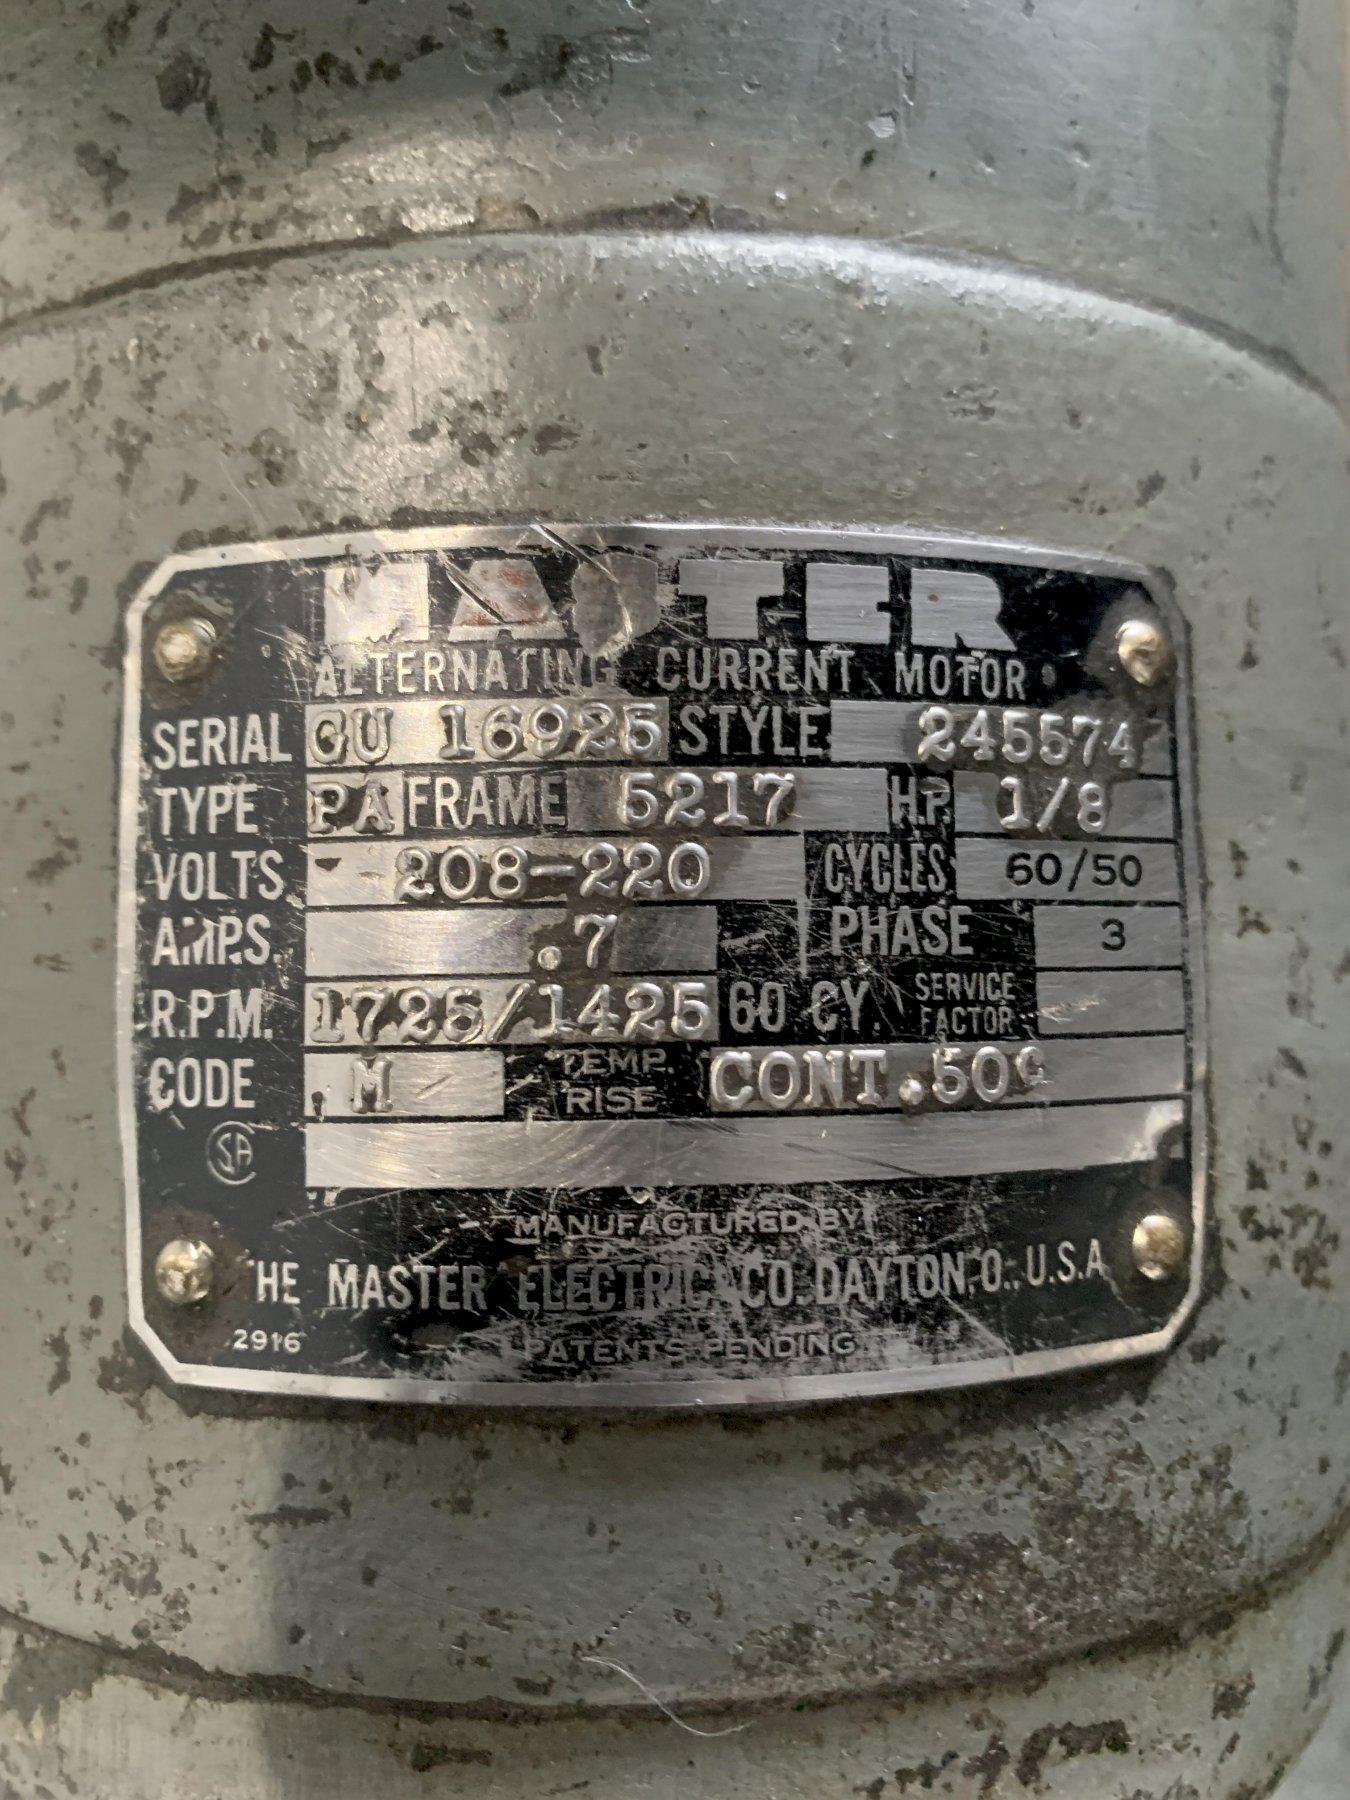 MASTER
ALTERNATING CURRENT MOTOR
SERIAL GU 16925 STYLE 245574
TYPE PA FRAME 5217 H.P. 1/8
VOLTS 208-220 CYCLES 60/50
AMPS. .7 PHASE 3
R.P.M. 1725/1425 60 CY. SERVICE FACTOR
CODE M TEMP. RISE CONT.50°
SA
MANUFACTURED BY
THE MASTER ELECTRIC CO. DAYTON, O., U.S.A
2916 PATENTS PENDING